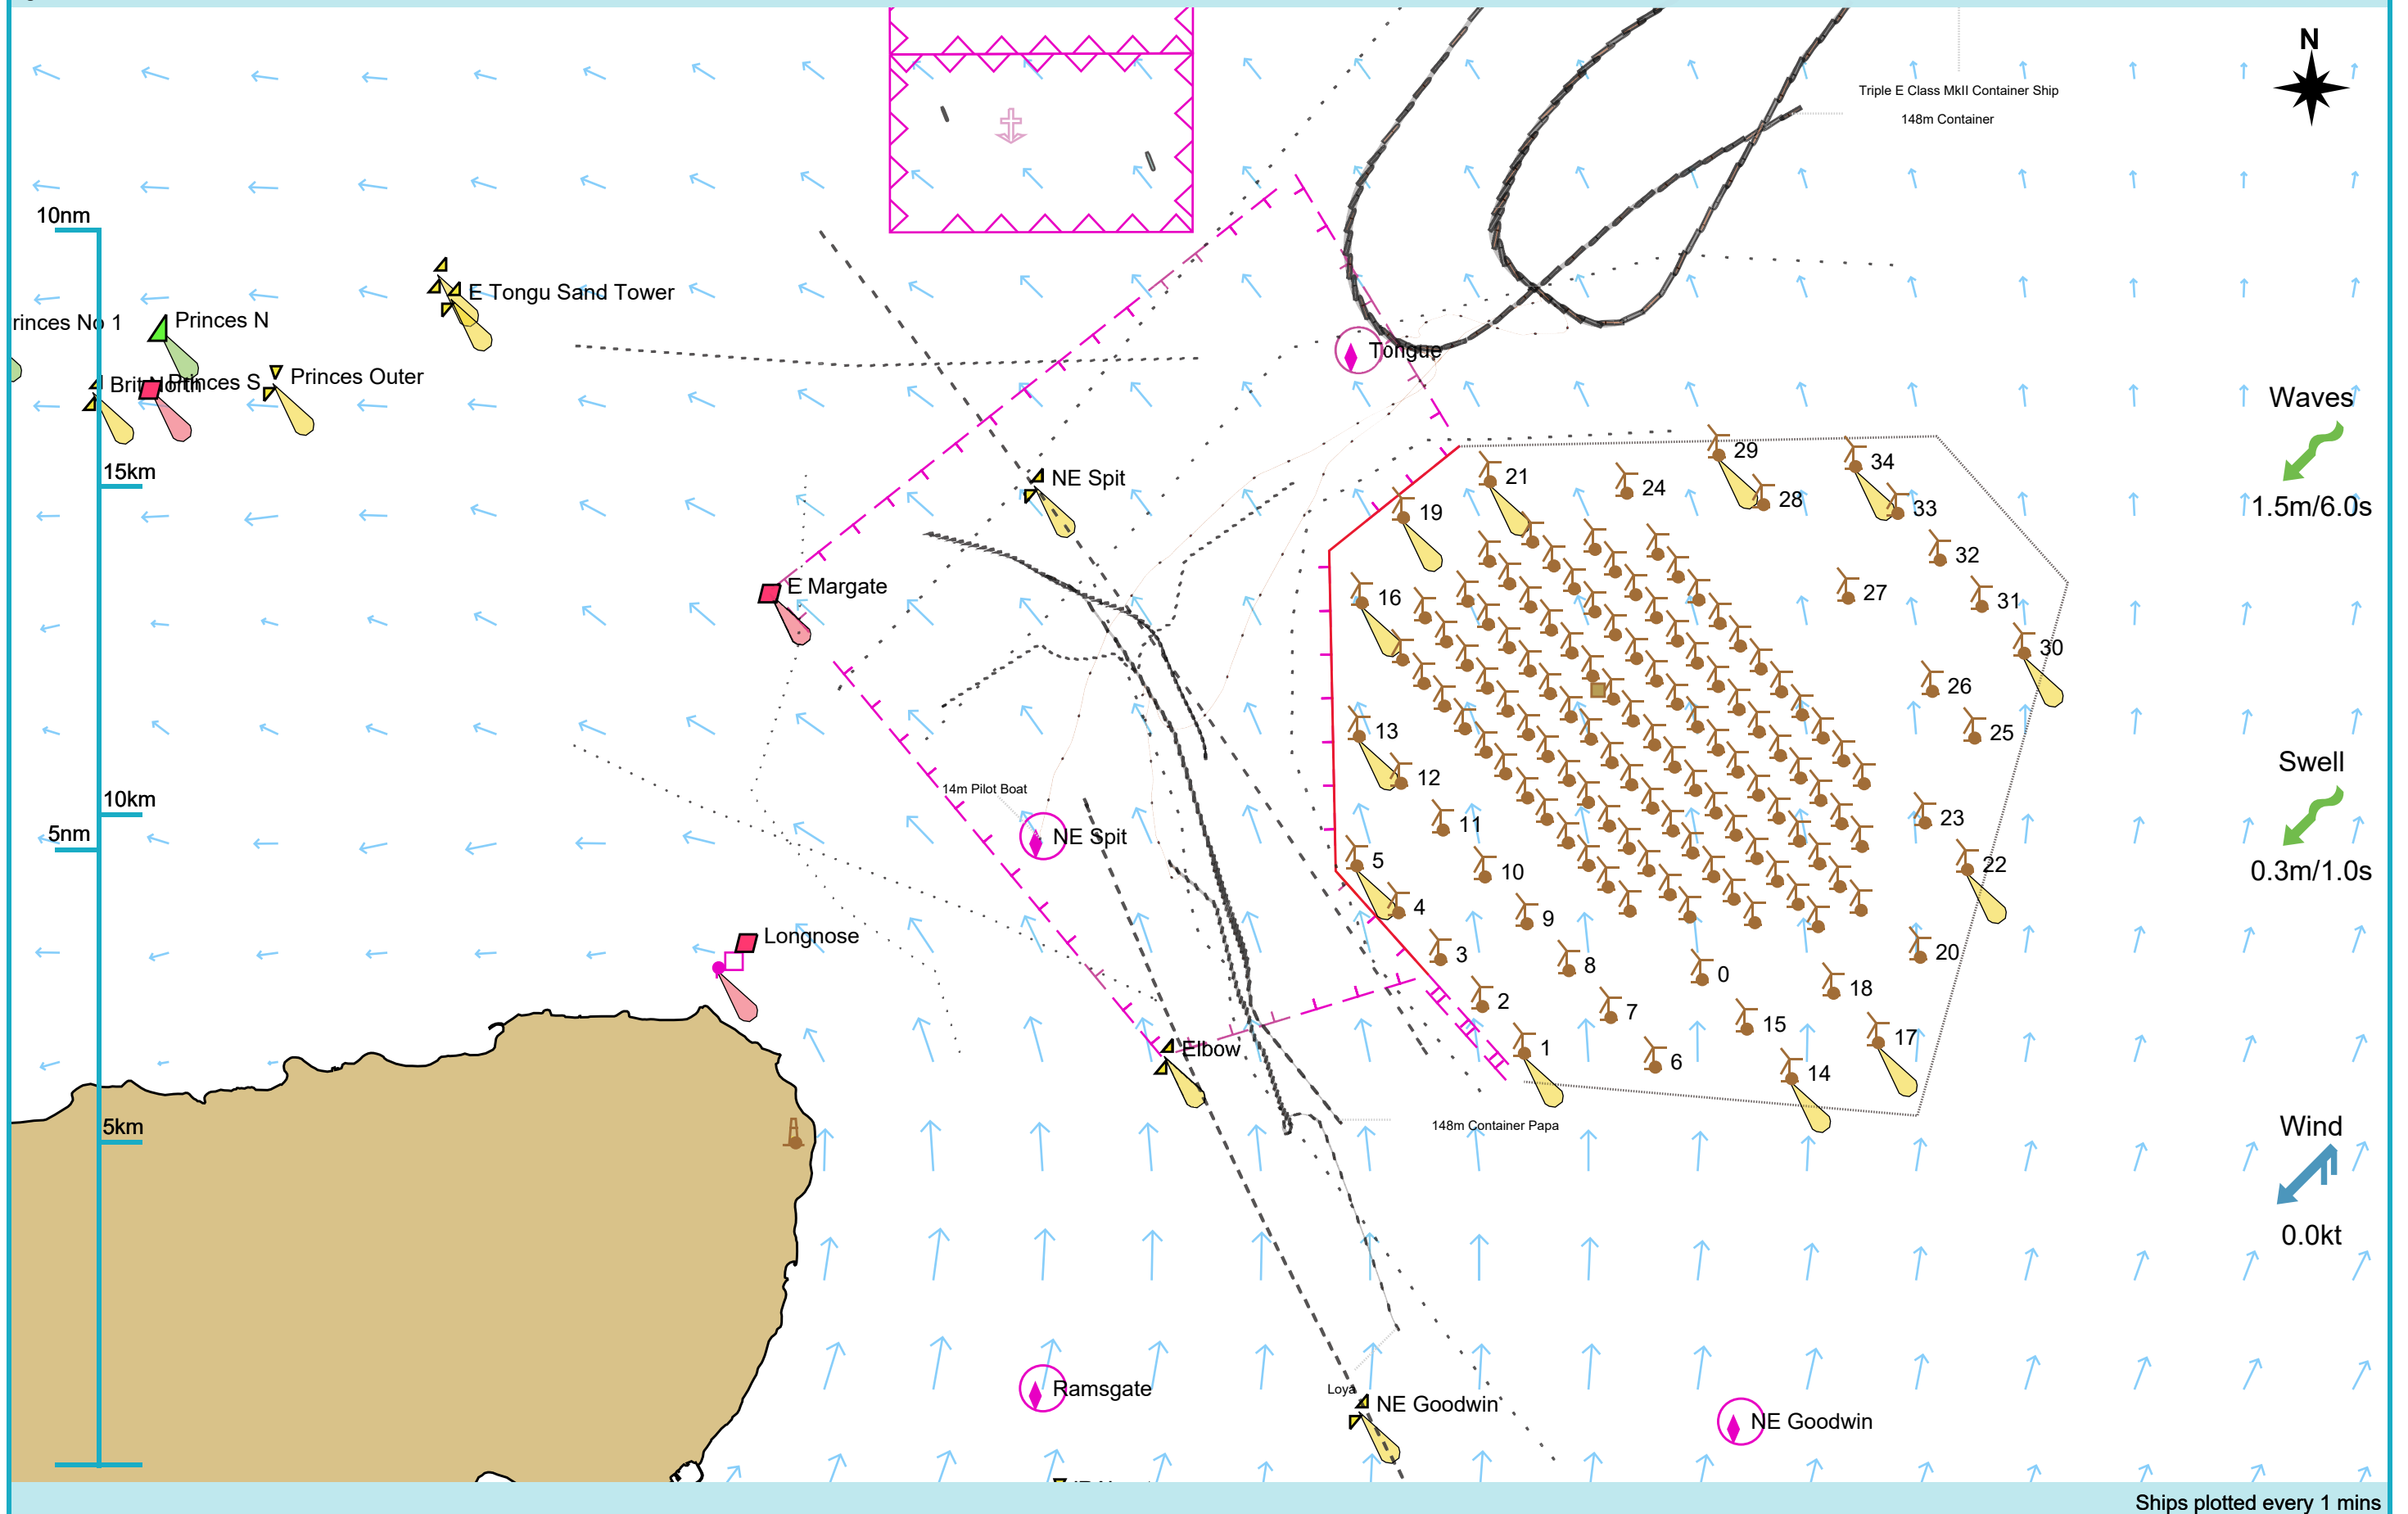 N
Triple E Class MkII Container Ship
148m Container
10nm
E Tongu Sand Tower
rinces No 1
Princes N
Tongue
Princes Outer
Brit North
Princes S
Waves
1.5m/6.0s
15km
NE Spit
29
34
21
24
28
33
19
32
E Margate
16
27
31
30
26
25
13
12
14m Pilot Boat
Swell
0.3m/1.0s
10km
5nm
NE Spit
11
23
5
10
22
4
9
Longnose
3
8
0
20
2
7
18
15
17
Elbow
1
6
14
5km
148m Container Papa
Wind
0.0kt
Ramsgate
Loya
NE Goodwin
NE Goodwin
Ships plotted every 1 mins